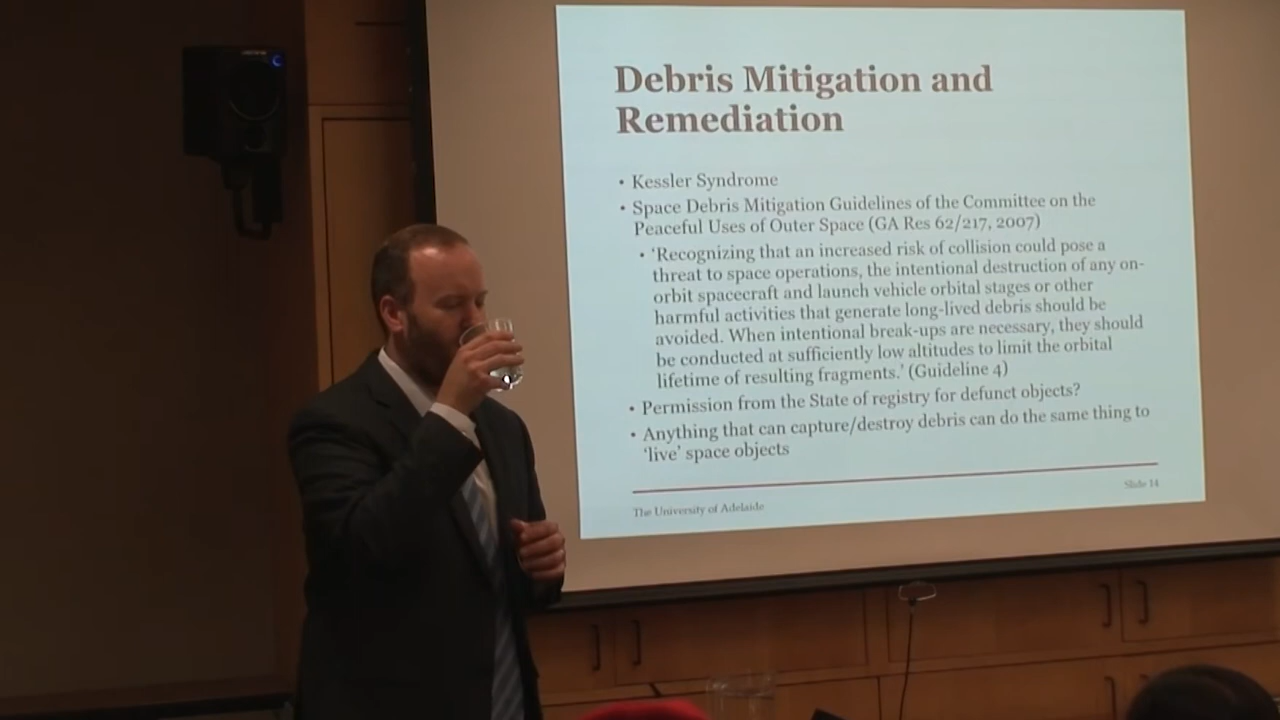 Debris Mitigation and
Remediation
• Kessler Syndrome
• Space Debris Mitigation Guidelines of the Committee on the
Peaceful Uses of Outer Space (GA Res 62/217, 2007)
• ‘Recognizing that an increased risk of collision could pose a
threat to space operations, the intentional destruction of any on-
orbit spacecraft and launch vehicle orbital stages or other
harmful activities that generate long-lived debris should be
avoided. When intentional break-ups are necessary, they should
be conducted at sufficiently low altitudes to limit the orbital
lifetime of resulting fragments.’ (Guideline 4)
• Permission from the State of registry for defunct objects?
• Anything that can capture/destroy debris can do the same thing to
‘live’ space objects
Slide 14
The University of Adelaide